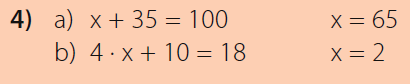 4) a) x + 35 = 100 x = 65
b) 4 · x + 10 = 18 x = 2